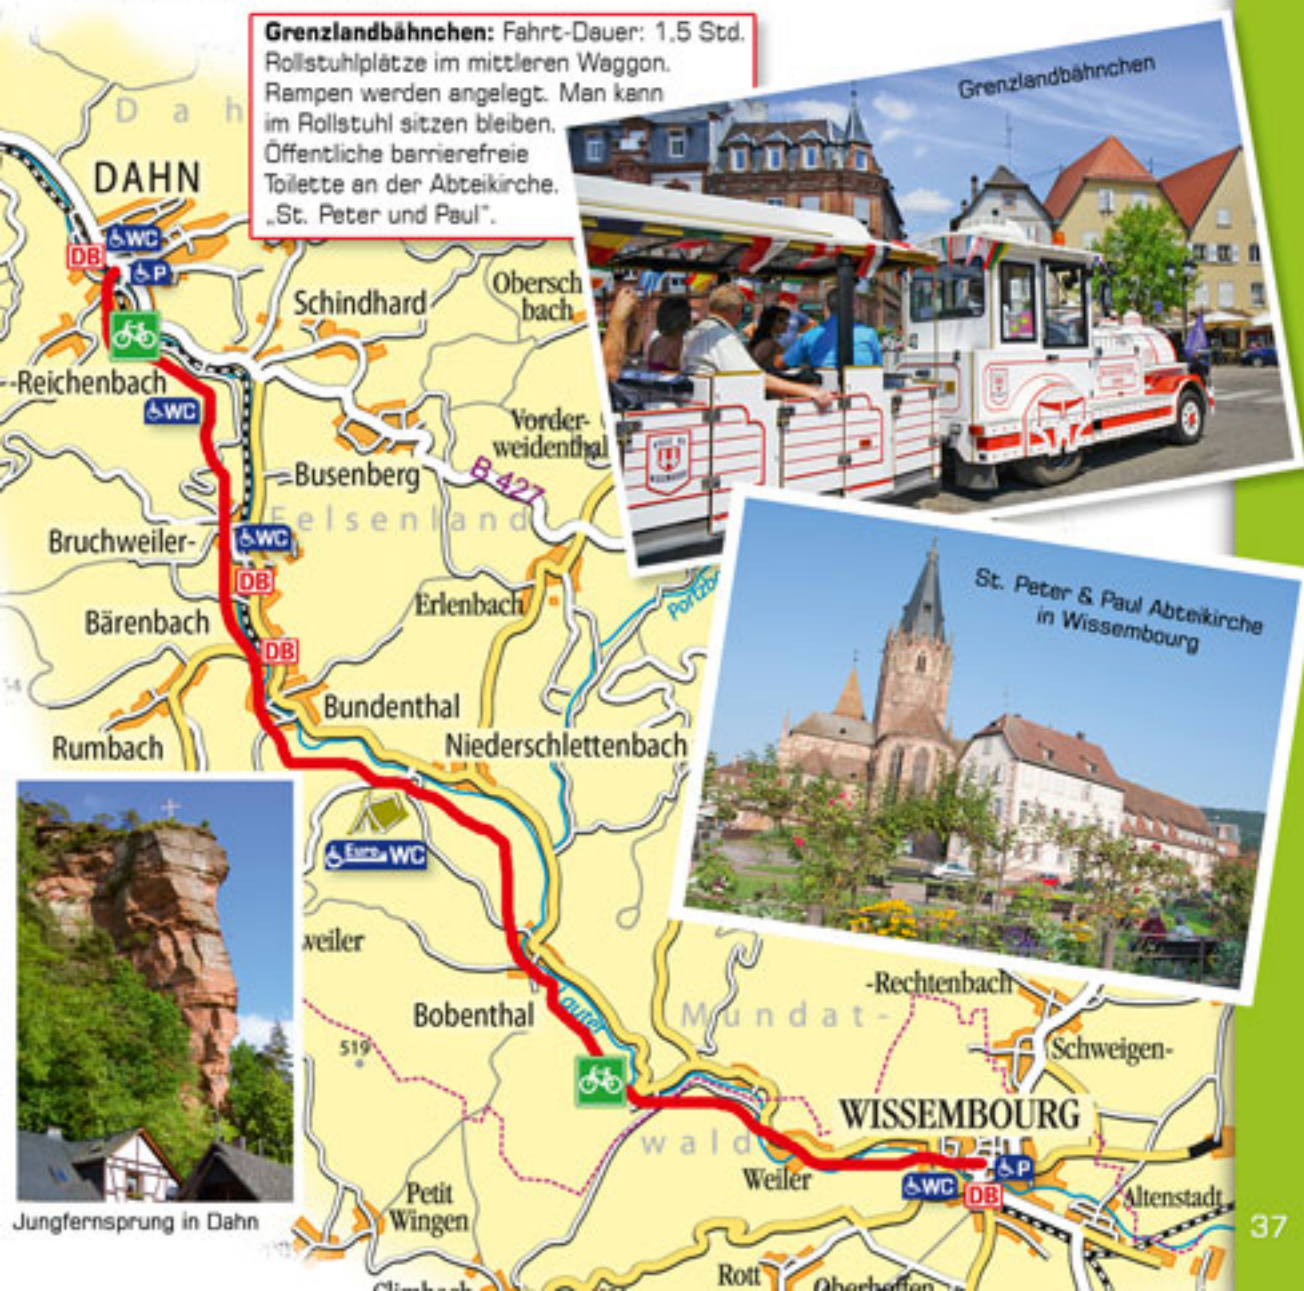 Grenzlandbähnchen: Fahrt-Dauer: 1,5 Std.
Rollstuhlplätze im mittleren Waggon.
Rampen werden angelegt. Man kann
im Rollstuhl sitzen bleiben.
Öffentliche barrierefreie
Toilette an der Abteikirche.
„St. Peter und Paul".
Grenzlandbähnchen
D a h
DAHN
WC
DB
P
Schindhard
Obersch
bach
-Reichenbach
WC
Vorder-
weidenthal
Busenberg
B 427
Felsenland
Bruchweiler-
WC
DB
Erlenbach
Bärenbach
DB
St. Peter & Paul Abteikirche
in Wissembourg
Bundenthal
Rumbach
Niederschlettenbach
Euro WC
weiler
-Rechtenbach
Bobenthal
Lauter
Mundat-
519
Schweigen-
WISSEMBOURG
wald
Weiler
P
WC
DB
Altenstadt
Petit
Wingen
Jungfernsprung in Dahn
37
Rott